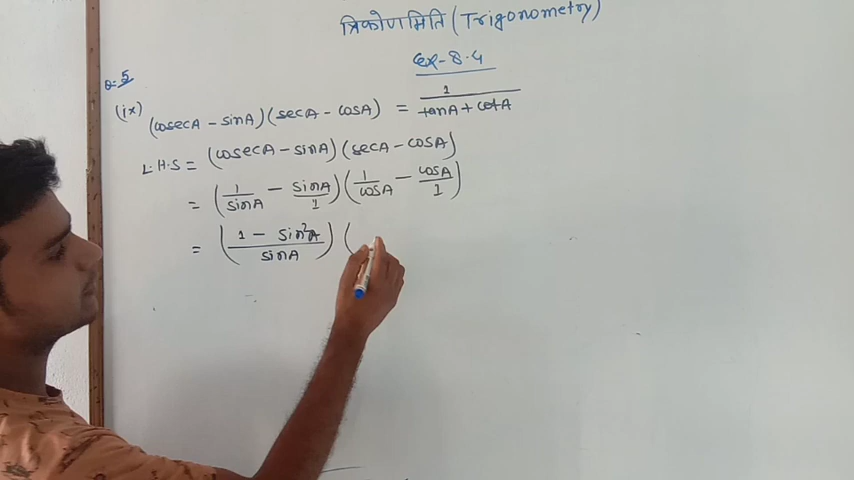 त्रिकोणमिति (Trigonometry)
Ex-8.4
Q=5
(ix) (cosecA - sinA)(secA - cosA) = 1/(tanA + cotA)
L.H.S = (cosecA - sinA)(secA - cosA)
= (1/sinA - sinA/1)(1/cosA - cosA/1)
= ((1 - sin²A)/sinA)(